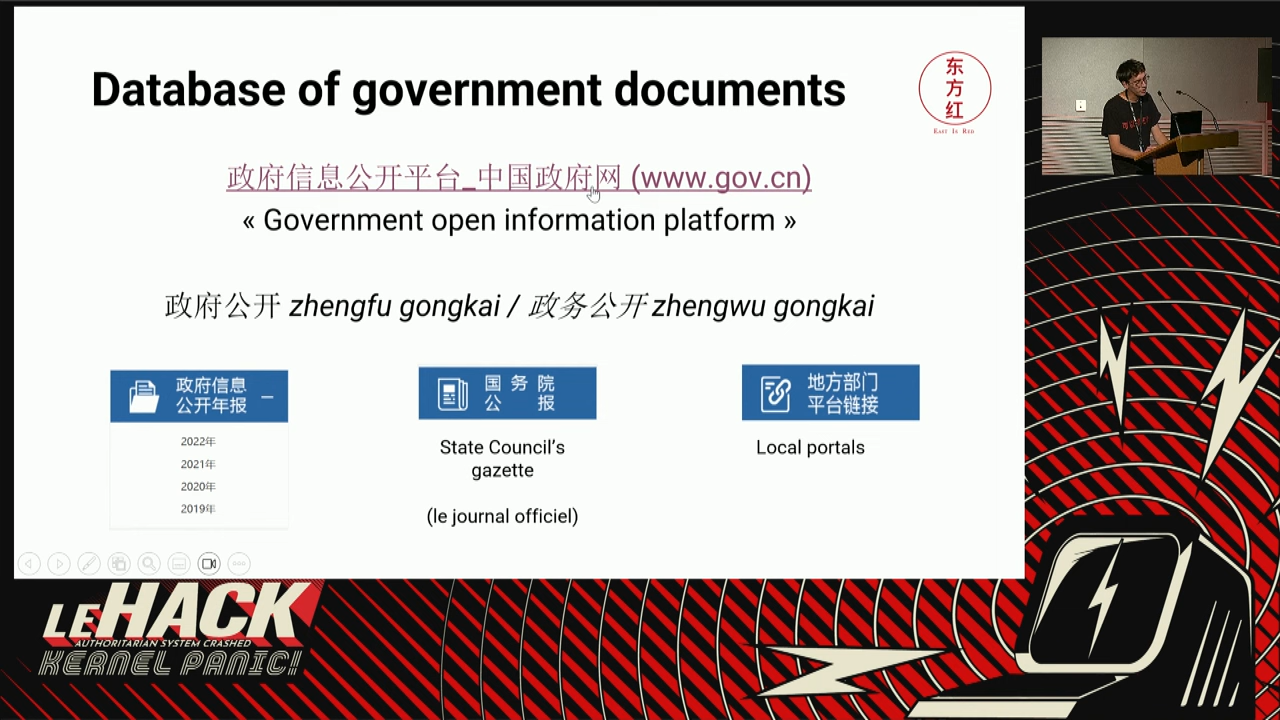 Database of government documents
东
方
红
East Is Red
政府信息公开平台_中国政府网 (www.gov.cn)
« Government open information platform »
政府公开 zhengfu gongkai / 政务公开 zhengwu gongkai
政府信息
公开年报
2022年
2021年
2020年
2019年
国 务 院
公 报
State Council’s
gazette
(le journal officiel)
地方部门
平台链接
Local portals
LEHACK
AUTHORITARIAN SYSTEM CRASHED
KERNEL PANIC!